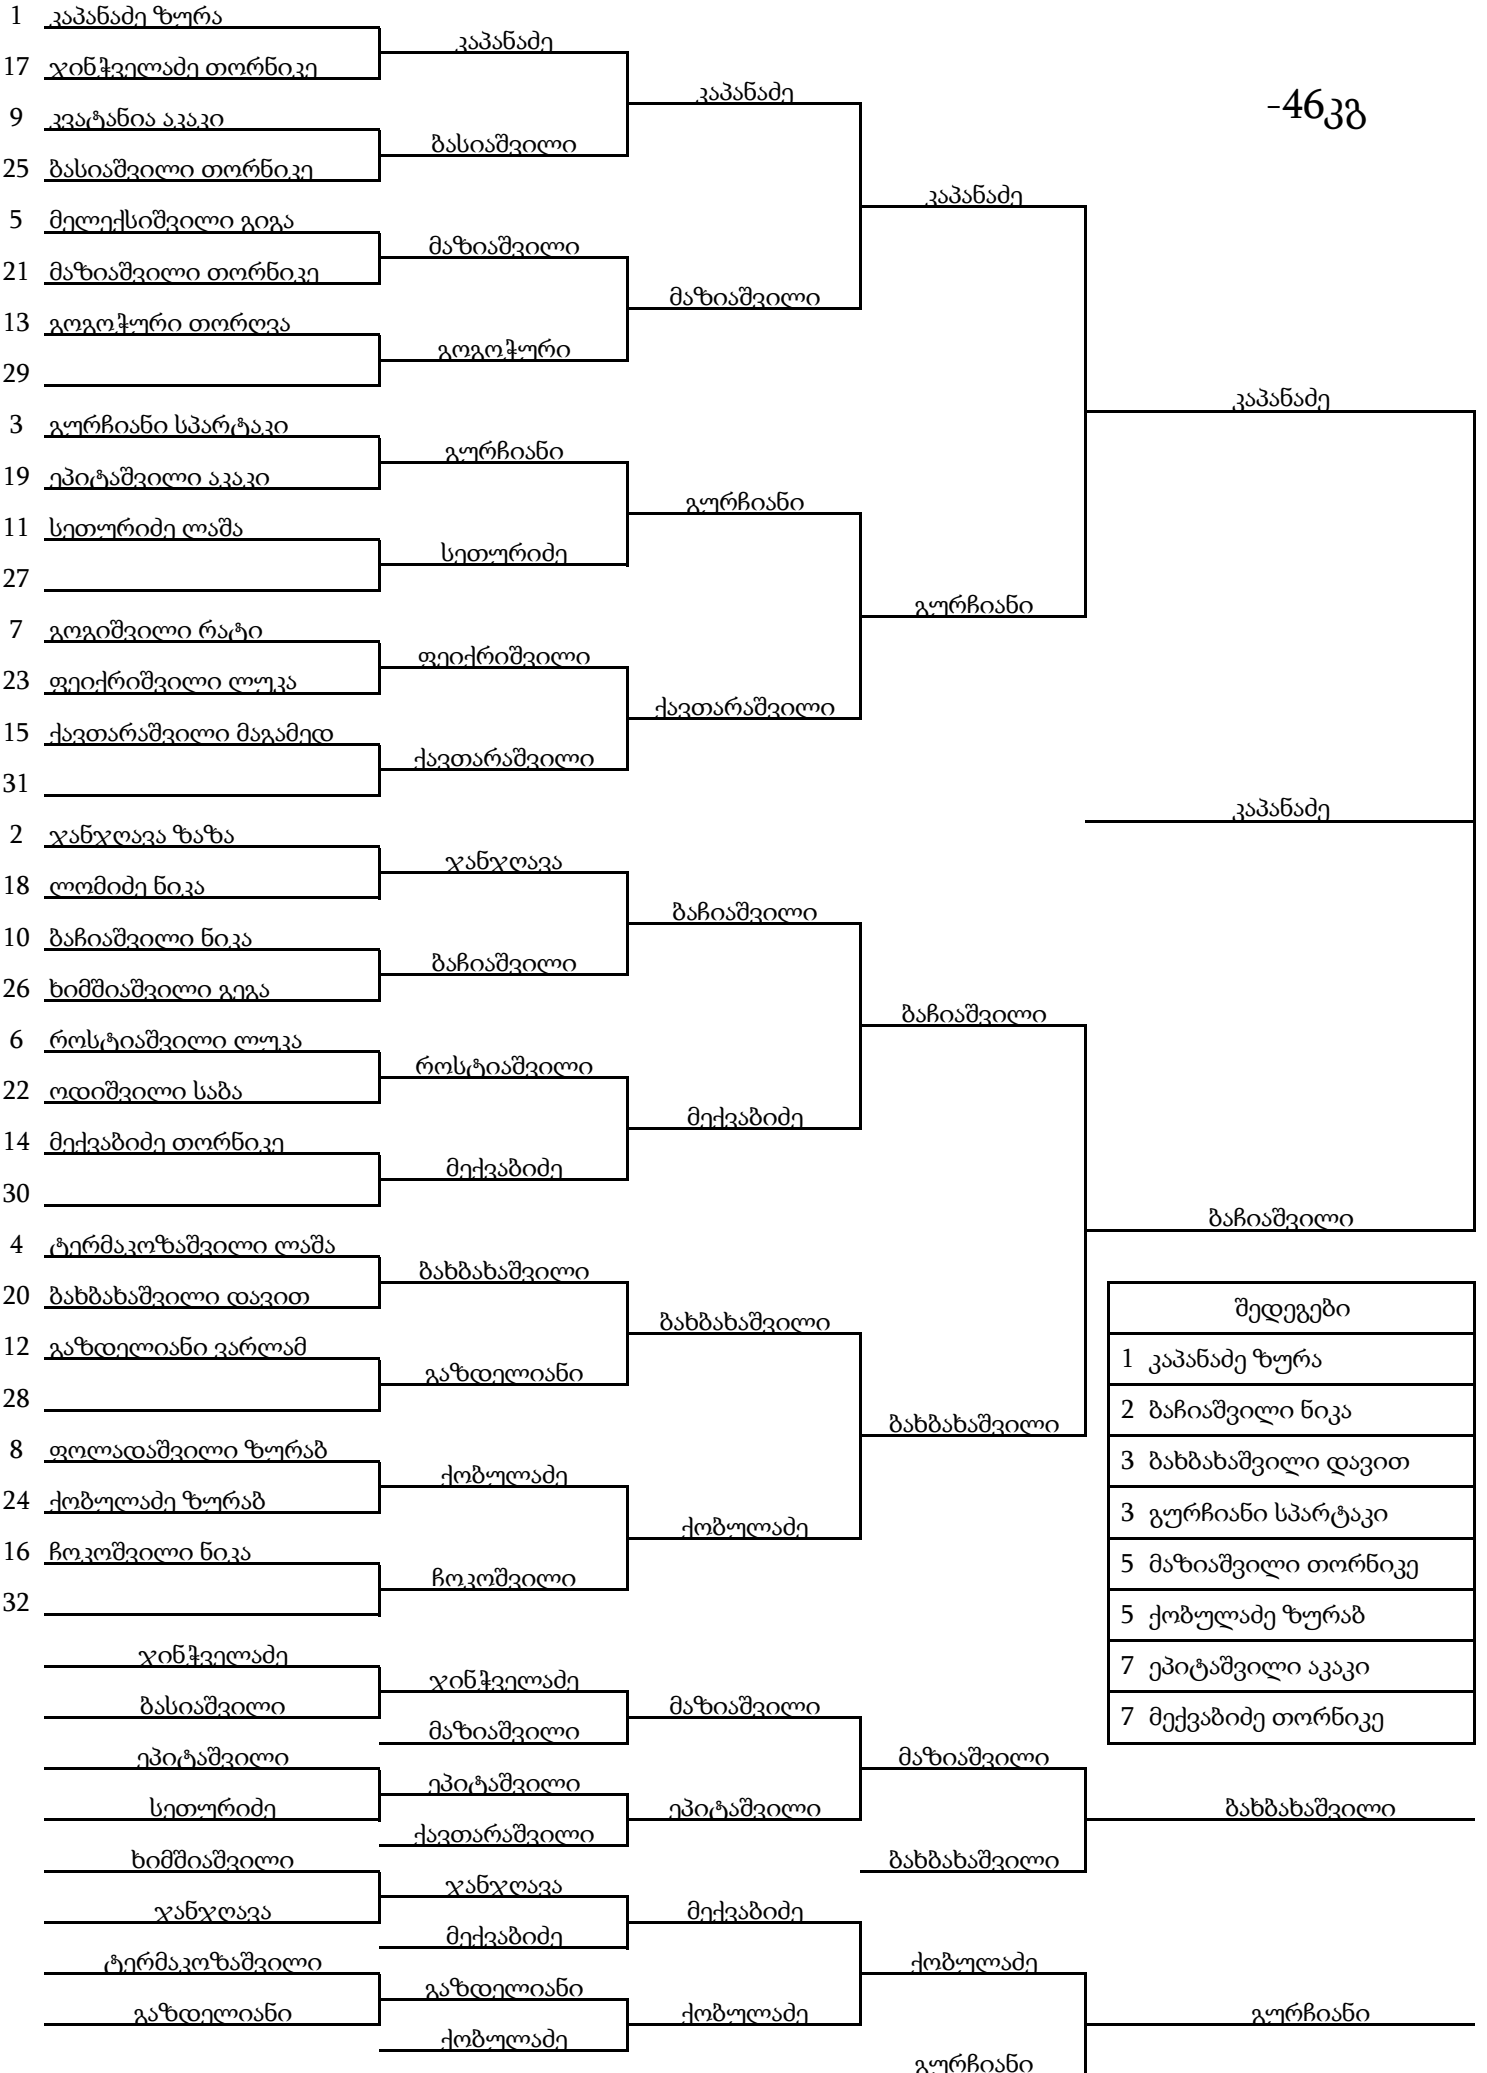 1 კაპანაძე ზურა
კაპანაძე
17 ჯინჭველაძე თორნიკე
კაპანაძე
-46კგ
9 კვატანია აკაკი
ბასიაშვილი
25 ბასიაშვილი თორნიკე
კაპანაძე
5 მელექსიშვილი გიგა
მაზიაშვილი
21 მაზიაშვილი თორნიკე
მაზიაშვილი
13 გოგოჭური თორღვა
გოგოჭური
29
კაპანაძე
3 გურჩიანი სპარტაკი
გურჩიანი
19 ეპიტაშვილი აკაკი
გურჩიანი
11 სეთურიძე ლაშა
სეთურიძე
27
გურჩიანი
7 გოგიშვილი რატი
ფეიქრიშვილი
23 ფეიქრიშვილი ლუკა
ქავთარაშვილი
15 ქავთარაშვილი მაგამედ
ქავთარაშვილი
31
კაპანაძე
2 ჯანჯღავა ზაზა
ჯანჯღავა
18 ლომიძე ნიკა
ბაჩიაშვილი
10 ბაჩიაშვილი ნიკა
ბაჩიაშვილი
26 ხიმშიაშვილი გეგა
ბაჩიაშვილი
6 როსტიაშვილი ლუკა
როსტიაშვილი
22 ოდიშვილი საბა
მექვაბიძე
14 მექვაბიძე თორნიკე
მექვაბიძე
30
ბაჩიაშვილი
4 ტერმაკოზაშვილი ლაშა
ბახბახაშვილი
20 ბახბახაშვილი დავით
ბახბახაშვილი
12 გაზდელიანი ვარლამ
გაზდელიანი
28
ბახბახაშვილი
8 ფოლადაშვილი ზურაბ
ქობულაძე
24 ქობულაძე ზურაბ
ქობულაძე
16 ჩოკოშვილი ნიკა
ჩოკოშვილი
32
შედეგები
1 კაპანაძე ზურა
2 ბაჩიაშვილი ნიკა
3 ბახბახაშვილი დავით
3 გურჩიანი სპარტაკი
5 მაზიაშვილი თორნიკე
5 ქობულაძე ზურაბ
7 ეპიტაშვილი აკაკი
7 მექვაბიძე თორნიკე
ჯინჭველაძე
ჯინჭველაძე
ბასიაშვილი
მაზიაშვილი
მაზიაშვილი
ეპიტაშვილი
მაზიაშვილი
ეპიტაშვილი
სეთურიძე
ეპიტაშვილი
ბახბახაშვილი
ქავთარაშვილი
ხიმშიაშვილი
ბახბახაშვილი
ჯანჯღავა
ჯანჯღავა
მექვაბიძე
მექვაბიძე
ტერმაკოზაშვილი
ქობულაძე
გაზდელიანი
გაზდელიანი
ქობულაძე
გურჩიანი
ქობულაძე
გურჩიანი